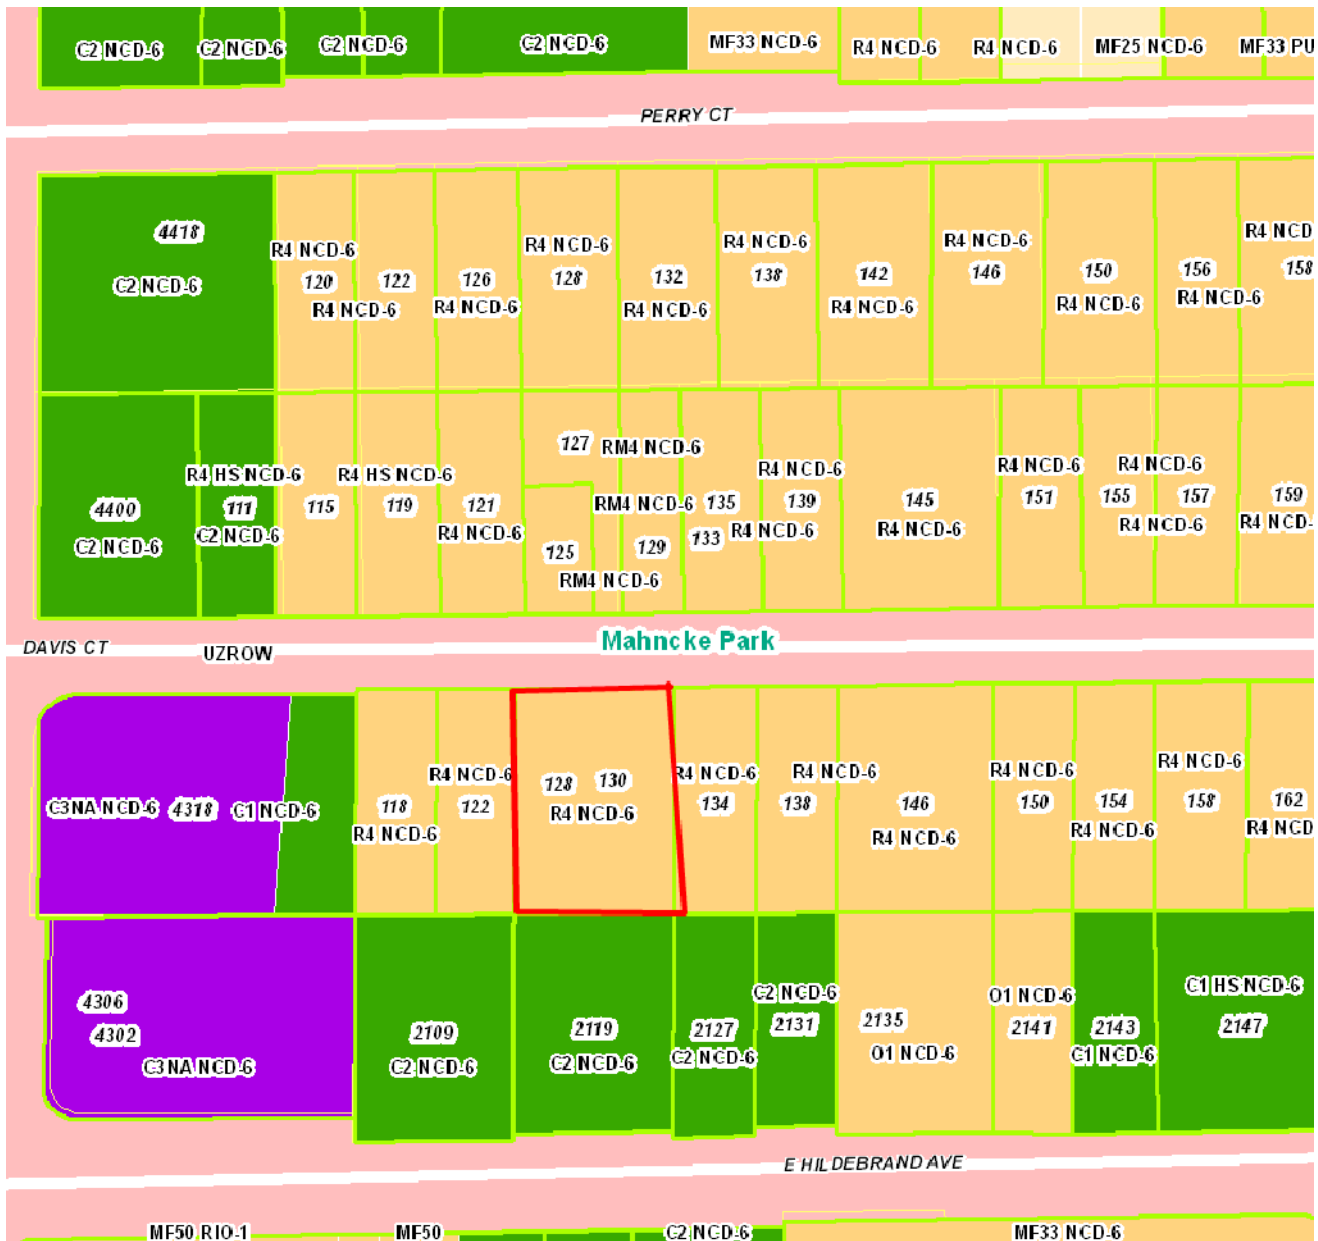 C2 NCD-6
C2 NCD-6
C2 NCD-6
C2 NCD-6
MF33 NCD-6
R4 NCD-6
R4 NCD-6
MF25 NCD-6
MF33 PU
PERRY CT
4418
C2 NCD-6
R4 NCD-6
120
R4 NCD-6
122
126
R4 NCD-6
R4 NCD-6
128
132
R4 NCD-6
R4 NCD-6
138
142
R4 NCD-6
R4 NCD-6
146
150
R4 NCD-6
156
R4 NCD-6
R4 NCD
158
4400
C2 NCD-6
R4 HS NCD-6
111
C2 NCD-6
115
R4 HS NCD-6
119
121
R4 NCD-6
127
RM4 NCD-6
RM4 NCD-6
125
129
RM4 NCD-6
135
133
R4 NCD-6
R4 NCD-6
139
145
R4 NCD-6
R4 NCD-6
151
155
R4 NCD-6
157
R4 NCD-6
159
R4 NCD-
DAVIS CT
UZROW
Mahncke Park
C3NA NCD-6
4318
C1 NCD-6
118
R4 NCD-6
R4 NCD-6
122
128
130
R4 NCD-6
R4 NCD-6
134
R4 NCD-6
138
146
R4 NCD-6
R4 NCD-6
150
154
R4 NCD-6
R4 NCD-6
158
162
R4 NCD
4306
4302
C3NA NCD-6
2109
C2 NCD-6
2119
C2 NCD-6
2127
C2 NCD-6
C2 NCD-6
2131
2135
O1 NCD-6
O1 NCD-6
2141
2143
C1 NCD-6
C1 HS NCD-6
2147
E HILDEBRAND AVE
MF50 RIO-1
MF50
C2 NCD-6
MF33 NCD-6